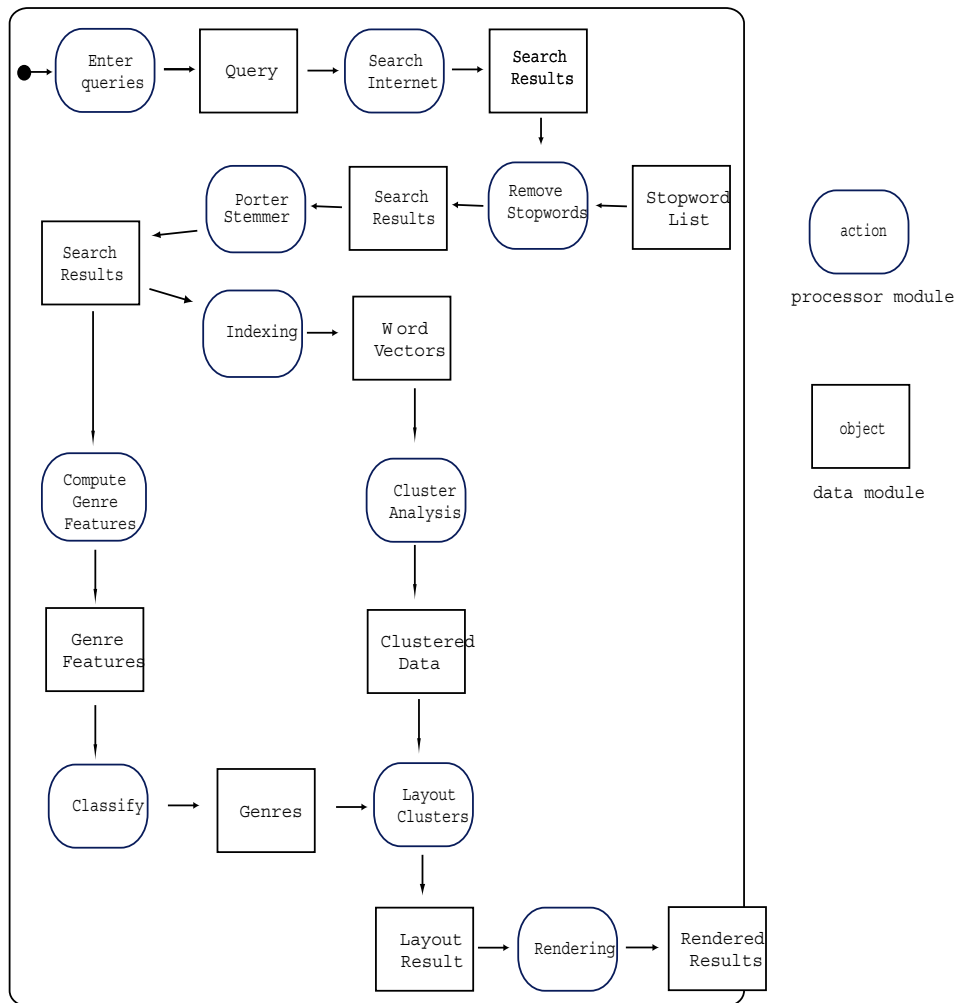 Enter
queries
Query
Search
Internet
Search
Results
Porter
Stemmer
Search
Results
Remove
Stopwords
Stopword
List
Search
Results
Indexing
Word
Vectors
Compute
Genre
Features
Cluster
Analysis
Genre
Features
Clustered
Data
Classify
Genres
Layout
Clusters
Layout
Result
Rendering
Rendered
Results
action
processor module
object
data module